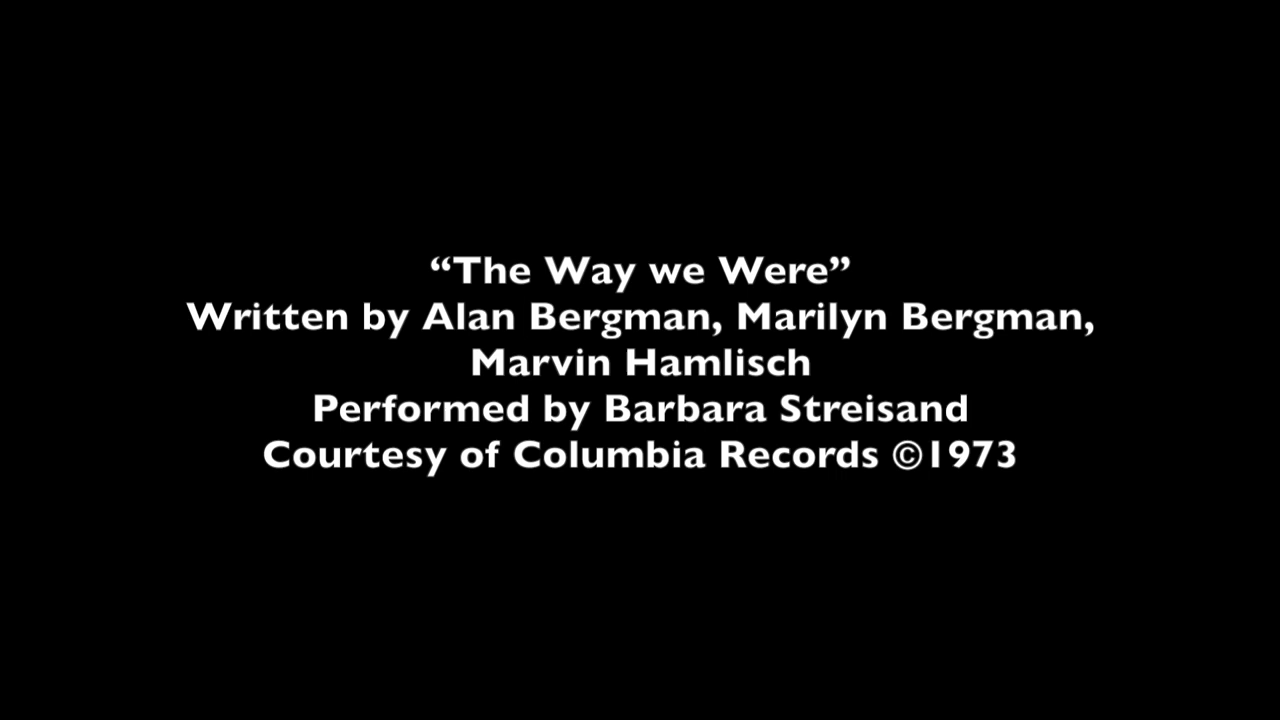 “The Way we Were”
Written by Alan Bergman, Marilyn Bergman,
Marvin Hamlisch
Performed by Barbara Streisand
Courtesy of Columbia Records ©1973